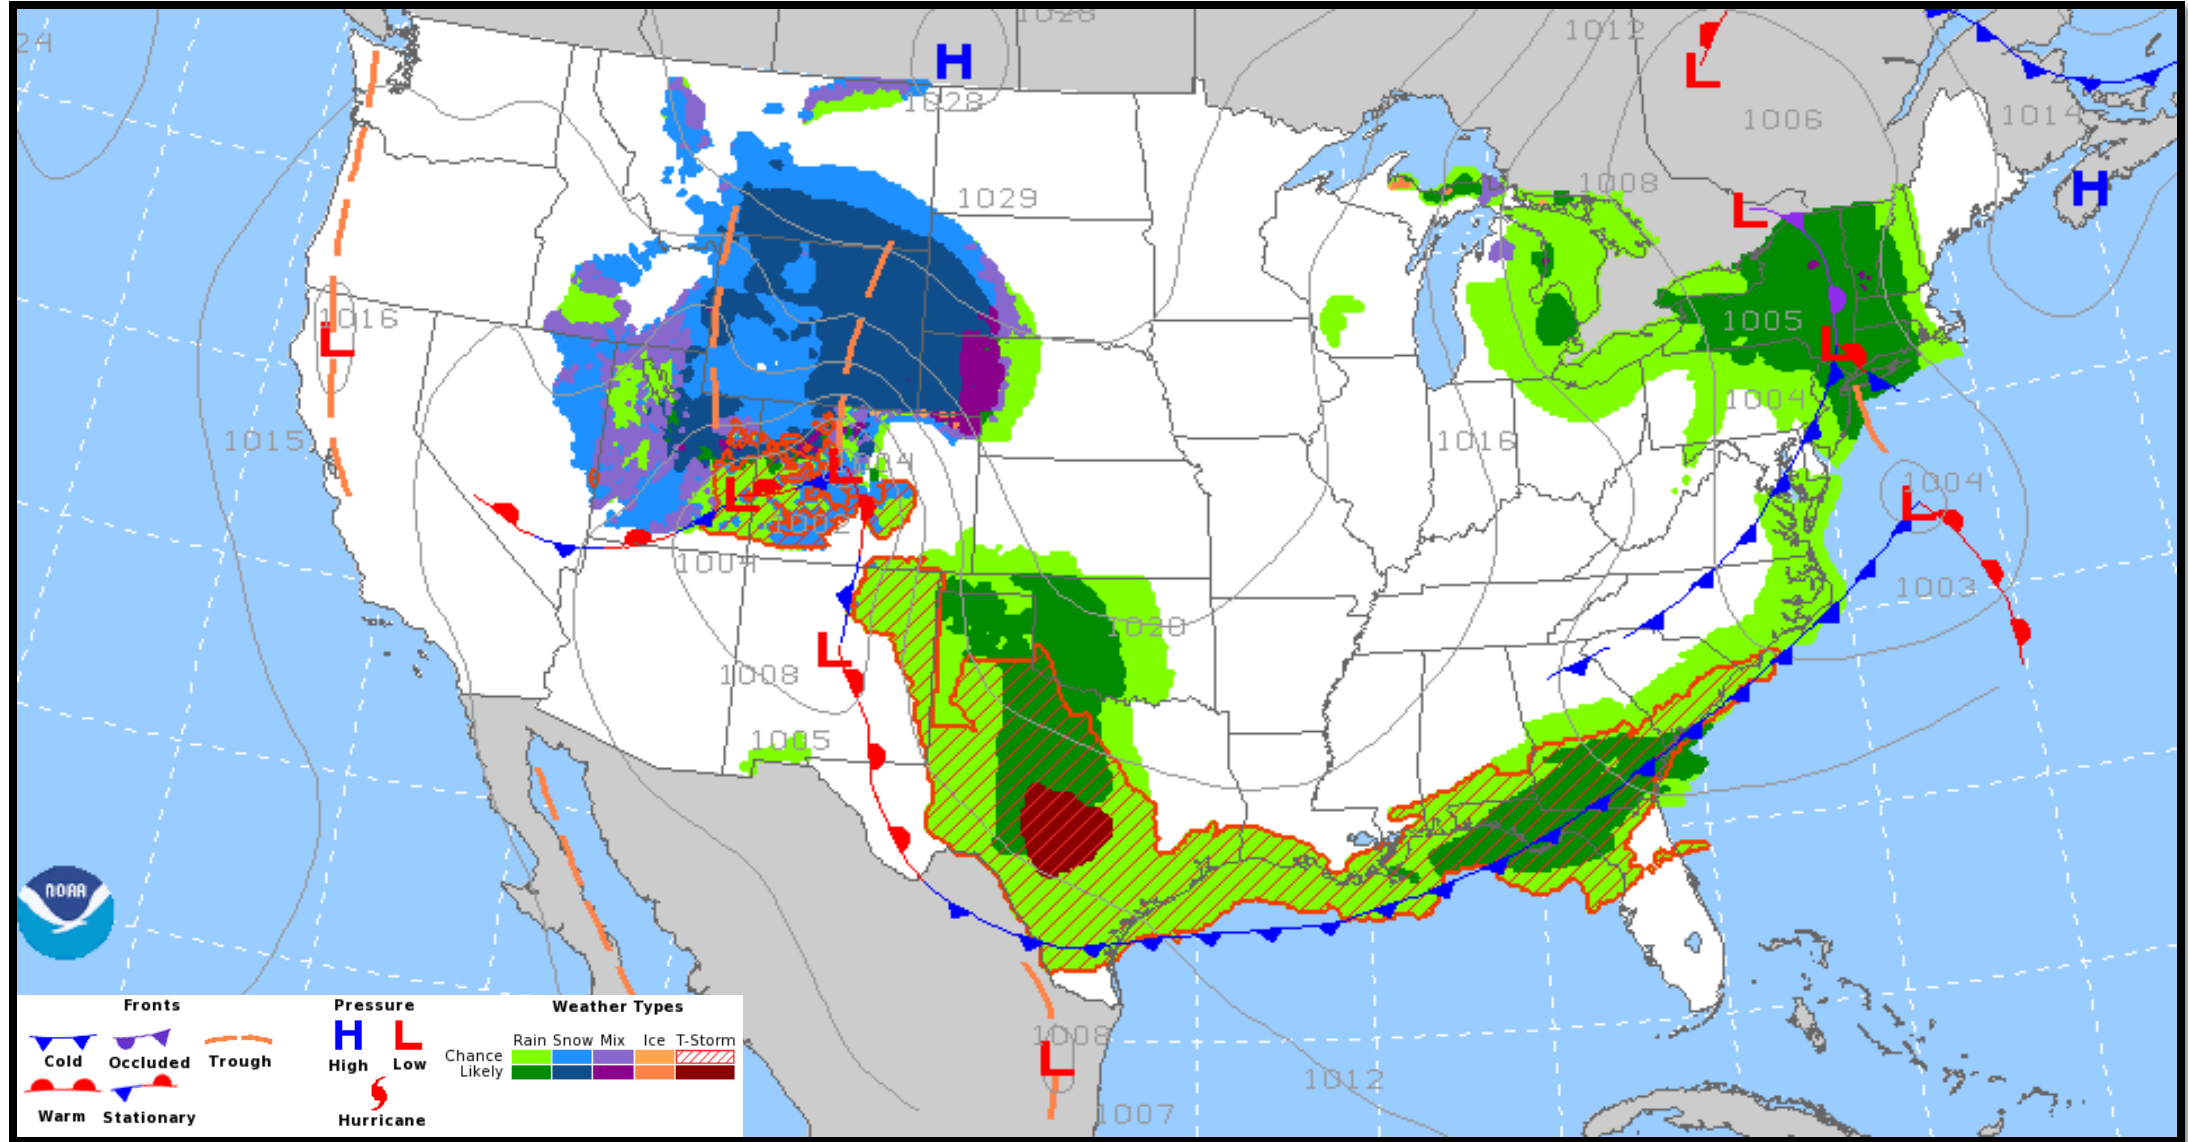 1028
1012
24
H
L
1028
1006
1014
1029
1008
H
L
1016
L
1005
L
1004
1015
1016
L
L
1004
L
1004
1003
1020
L
1008
1005
NOAA
1008
L
1012
1007
Fronts
Pressure
Weather Types
H
L
Rain Snow Mix Ice T-Storm
Cold
Occluded
Trough
High
Low
Chance
Likely
Warm
Stationary
Hurricane